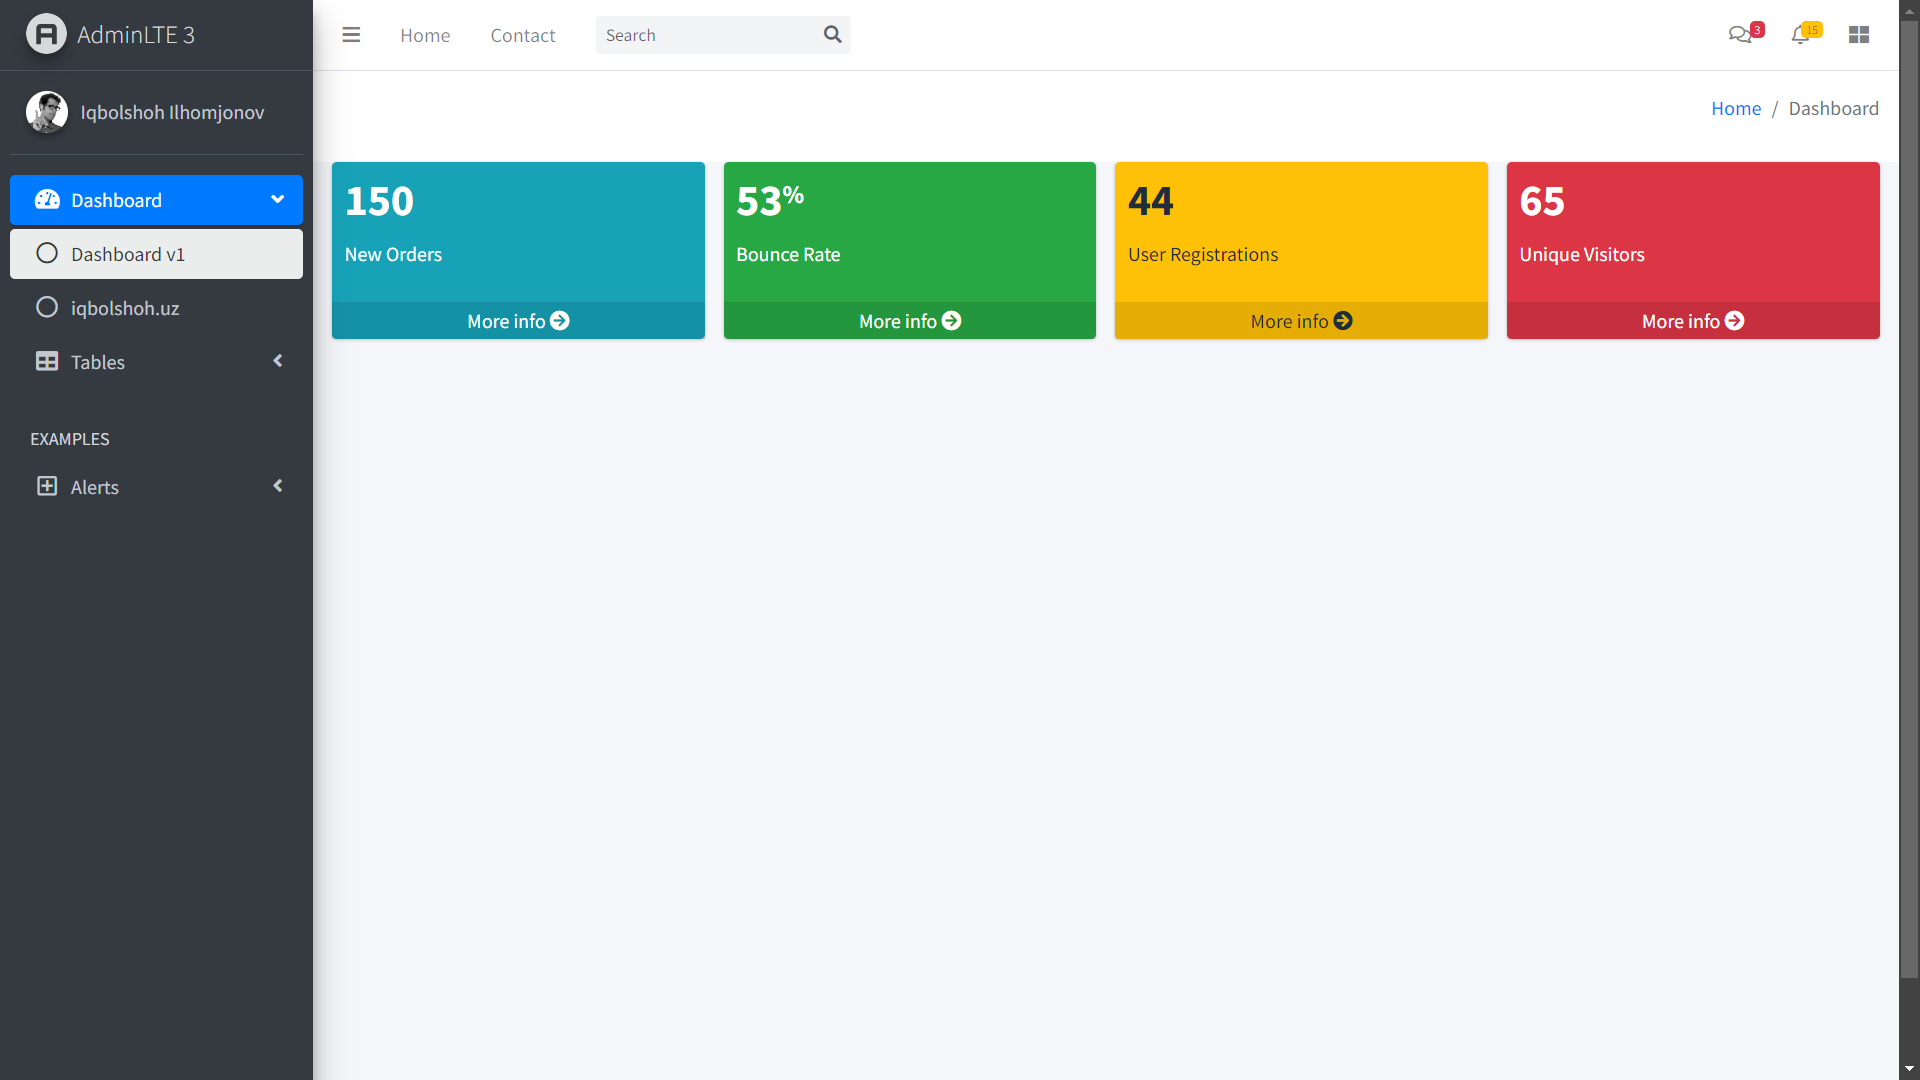 AdminLTE 3
Iqbolshoh Ilhomjonov
Dashboard
Dashboard v1
iqbolshoh.uz
Tables
EXAMPLES
Alerts
Home
Contact
Search
3
15
Home / Dashboard
150
New Orders
More info
53%
Bounce Rate
More info
44
User Registrations
More info
65
Unique Visitors
More info